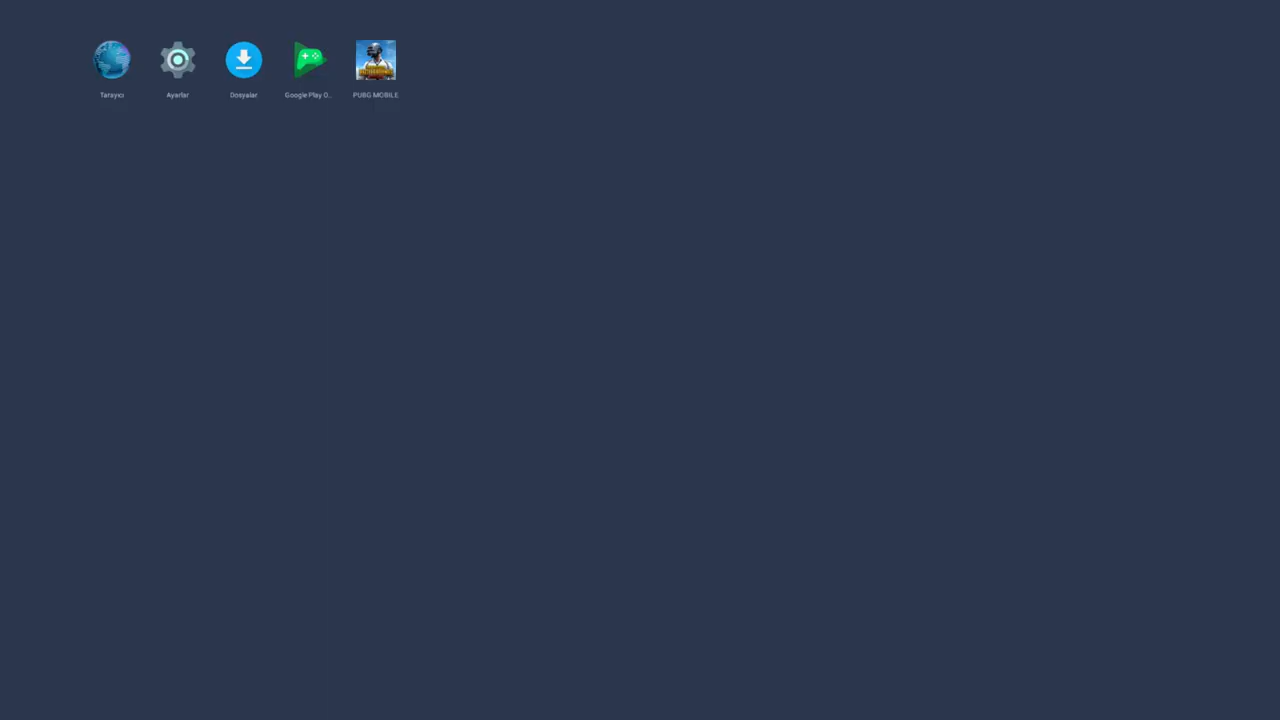 Tarayıcı
Ayarlar
Dosyalar
Google Play O..
PUBG MOBILE